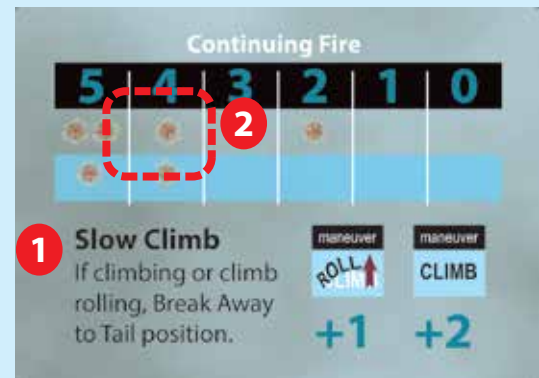 Continuing Fire
5 4 3 2 1 0
2
1
Slow Climb
If climbing or climb
rolling, Break Away
to Tail position.
maneuver maneuver
ROLL CLIMB CLIMB
+1 +2